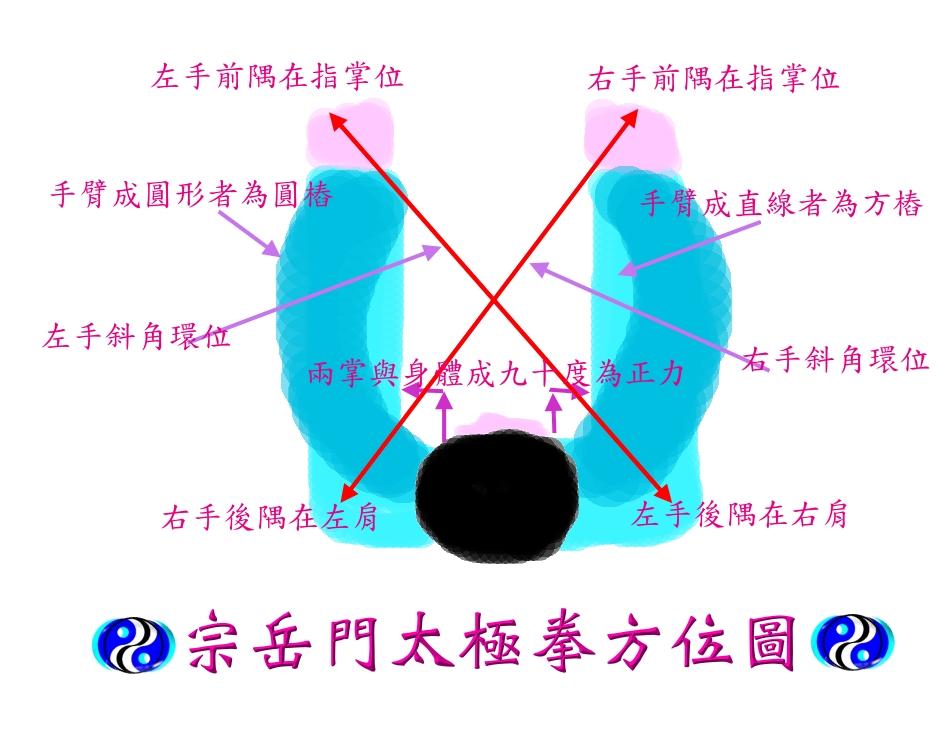 左手前隅在指掌位
右手前隅在指掌位
手臂成圓形者為圓樁
手臂成直線者為方樁
左手斜角環位
右手斜角環位
兩掌與身體成九十度為正力
右手後隅在左肩
左手後隅在右肩
宗岳門太極拳方位圖